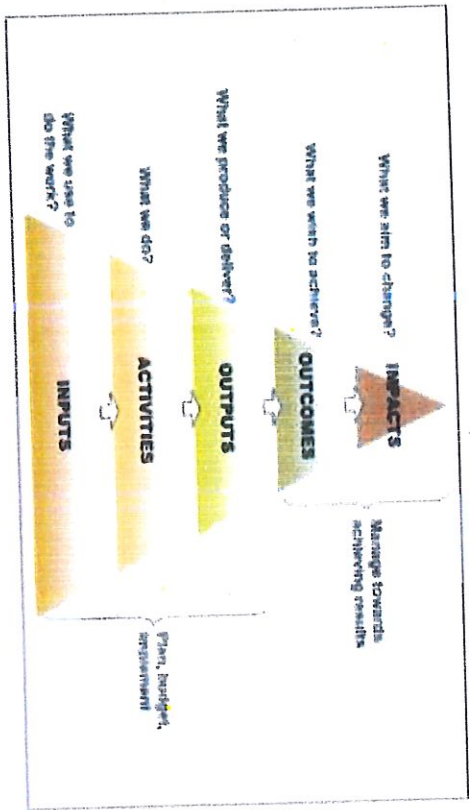 What we aim to change?
IMPACTS
Manage towards
achieving results
What we wish to achieve?
OUTCOMES
What we produce or deliver?
OUTPUTS
What we do?
ACTIVITIES
Plan, budget,
implement
What we use to
do the work?
INPUTS